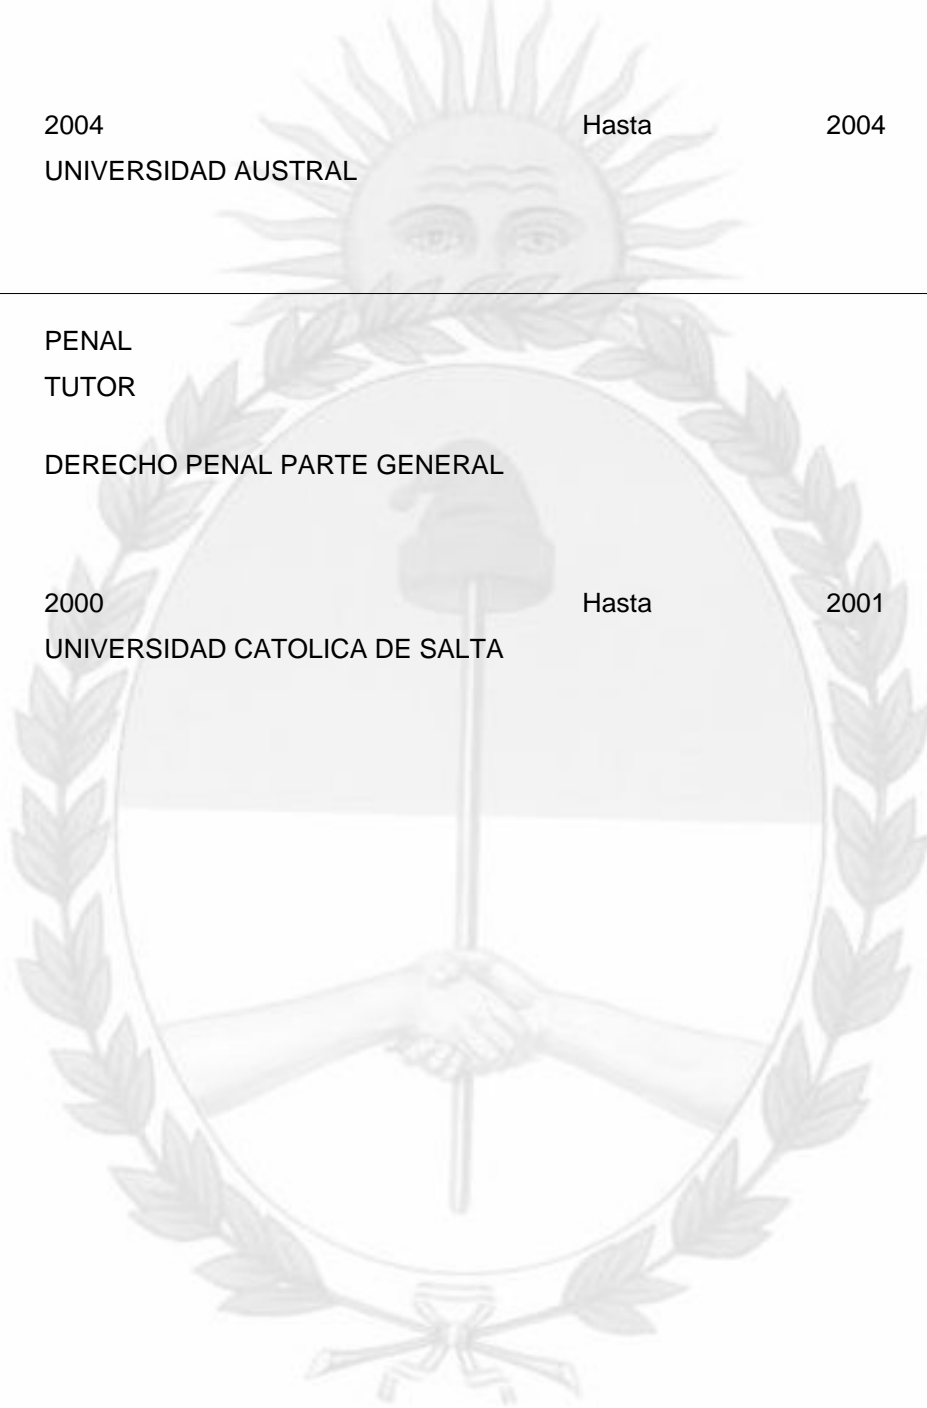 2004 Hasta 2004
UNIVERSIDAD AUSTRAL
PENAL
TUTOR
DERECHO PENAL PARTE GENERAL
2000 Hasta 2001
UNIVERSIDAD CATOLICA DE SALTA